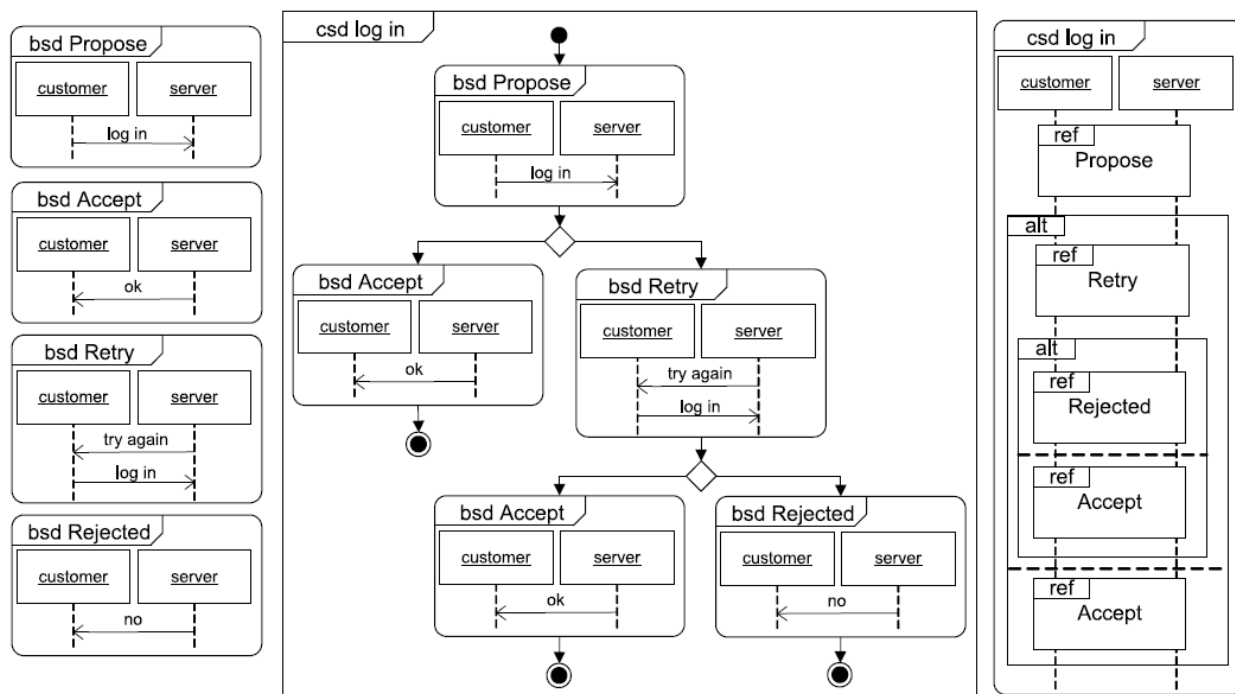 bsd Propose
customer server
log in
bsd Accept
customer server
ok
bsd Retry
customer server
try again
log in
bsd Rejected
customer server
no
csd log in
bsd Propose
customer server
log in
bsd Accept
customer server
ok
bsd Retry
customer server
try again
log in
bsd Accept
customer server
ok
bsd Rejected
customer server
no
csd log in
customer server
ref
Propose
alt
ref
Retry
alt
ref
Rejected
ref
Accept
ref
Accept